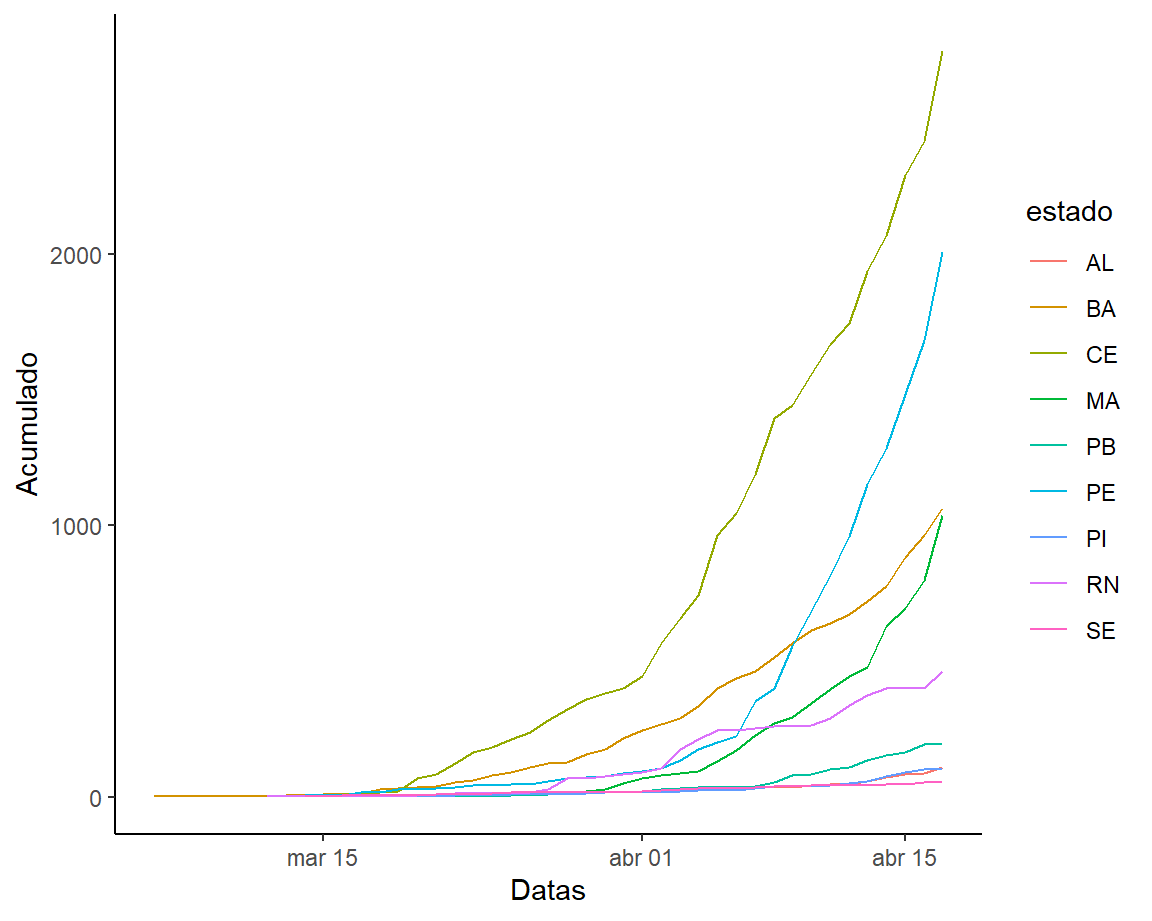 Acumulado
2000
1000
0
mar 15
abr 01
abr 15
Datas
estado
AL
BA
CE
MA
PB
PE
PI
RN
SE